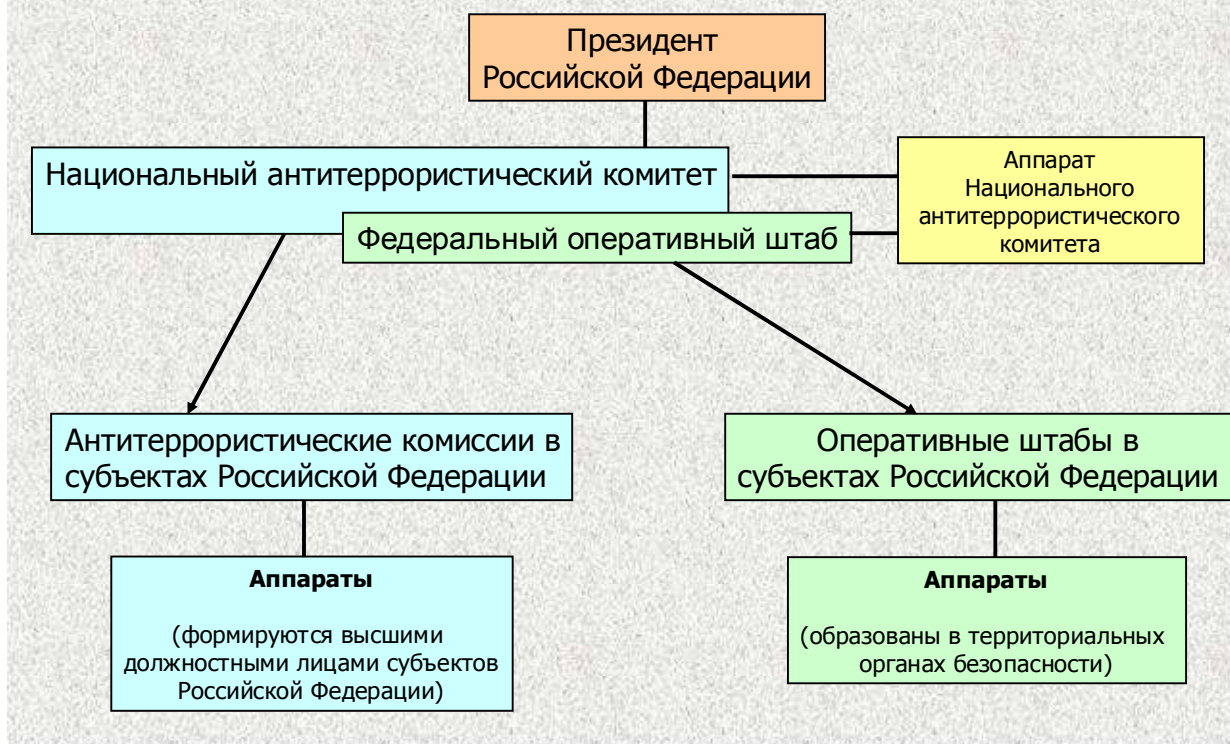 Президент
Российской Федерации
Национальный антитеррористический комитет
Аппарат
Национального
антитеррористического
комитета
Федеральный оперативный штаб
Антитеррористические комиссии в
субъектах Российской Федерации
Оперативные штабы в
субъектах Российской Федерации
Аппараты
(формируются высшими
должностными лицами субъектов
Российской Федерации)
Аппараты
(образованы в территориальных
органах безопасности)